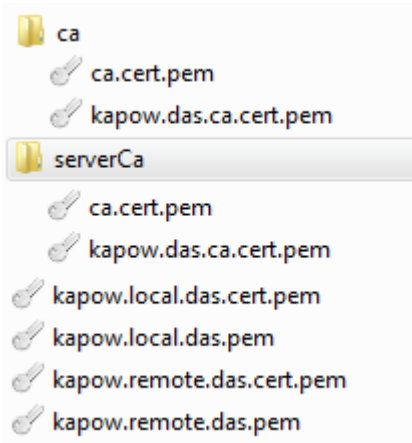 ca
ca.cert.pem
kapow.das.ca.cert.pem
serverCa
ca.cert.pem
kapow.das.ca.cert.pem
kapow.local.das.cert.pem
kapow.local.das.pem
kapow.remote.das.cert.pem
kapow.remote.das.pem